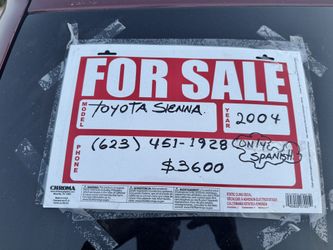 FOR SALE
MODEL TOYOTA SIENNA YEAR 2004
PHONE (623) 451-1928 ONLY SPANISH
$3600
CHROMA